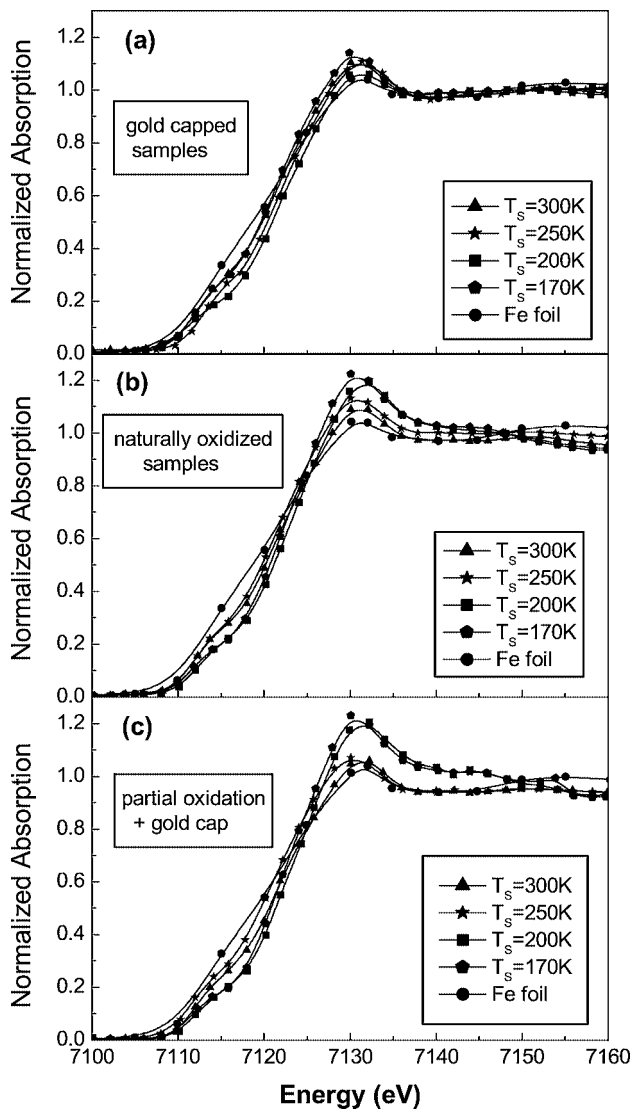 (a)
gold capped
samples
Normalized Absorption
1.2
1.0
0.8
0.6
0.4
0.2
0.0
T_S=300K
T_S=250K
T_S=200K
T_S=170K
Fe foil
(b)
naturally oxidized
samples
Normalized Absorption
1.2
1.0
0.8
0.6
0.4
0.2
0.0
T_S=300K
T_S=250K
T_S=200K
T_S=170K
Fe foil
(c)
partial oxidation
+ gold cap
Normalized Absorption
1.2
1.0
0.8
0.6
0.4
0.2
0.0
T_S=300K
T_S=250K
T_S=200K
T_S=170K
Fe foil
7100 7110 7120 7130 7140 7150 7160
Energy (eV)